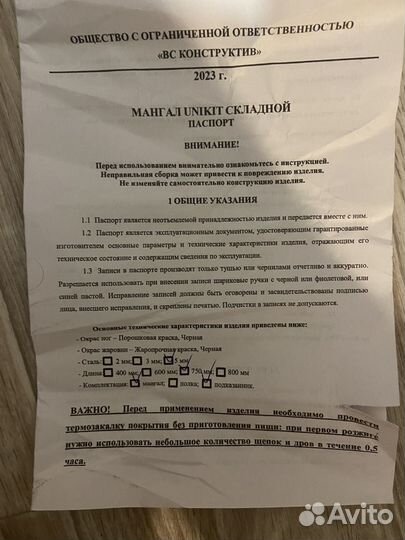 ОБЩЕСТВО С ОГРАНИЧЕННОЙ ОТВЕТСТВЕННОСТЬЮ
«ВС КОНСТРУКТИВ»
2023 г.
МАНГАЛ UNIKIT СКЛАДНОЙ
ПАСПОРТ
ВНИМАНИЕ!
Перед использованием внимательно ознакомьтесь с инструкцией.
Неправильная сборка может привести к повреждению изделия.
Не изменяйте самостоятельно конструкцию изделия.
1 ОБЩИЕ УКАЗАНИЯ
1.1 Паспорт является неотъемлемой принадлежностью изделия и передается вместе с ним.
1.2 Паспорт является эксплуатационным документом, удостоверяющим гарантированные
изготовителем основные параметры и технические характеристики изделия, отражающим его
техническое состояние и содержащим сведения по эксплуатации.
1.3 Записи в паспорте производят только тушью или чернилами отчетливо и аккуратно.
Разрешается использовать при внесении записи шариковые ручки с черной или фиолетовой, или
синей пастой. Исправление записей должны быть оговорены и засвидетельствованы подписью
лица, внесшего исправления, и скреплены печатью. Подчистки в записях не допускаются.
Основные технические характеристики изделия приведены ниже:
- Окрас ног – Порошковая краска, Черная
- Окрас жаровни – Жаропрочная краска, Черная
- Сталь: 2 мм; 3 мм; 5 мм
- Длина: 400 мм; 600 мм; 750 мм; 800 мм
- Комплектация: мангал; полка; подказанник.
ВАЖНО! Перед применением изделия необходимо провести
термозакалку покрытия без приготовления пищи: при первом розжиге
нужно использовать небольшое количество щепок и дров в течение 0,5
часа.
Avito